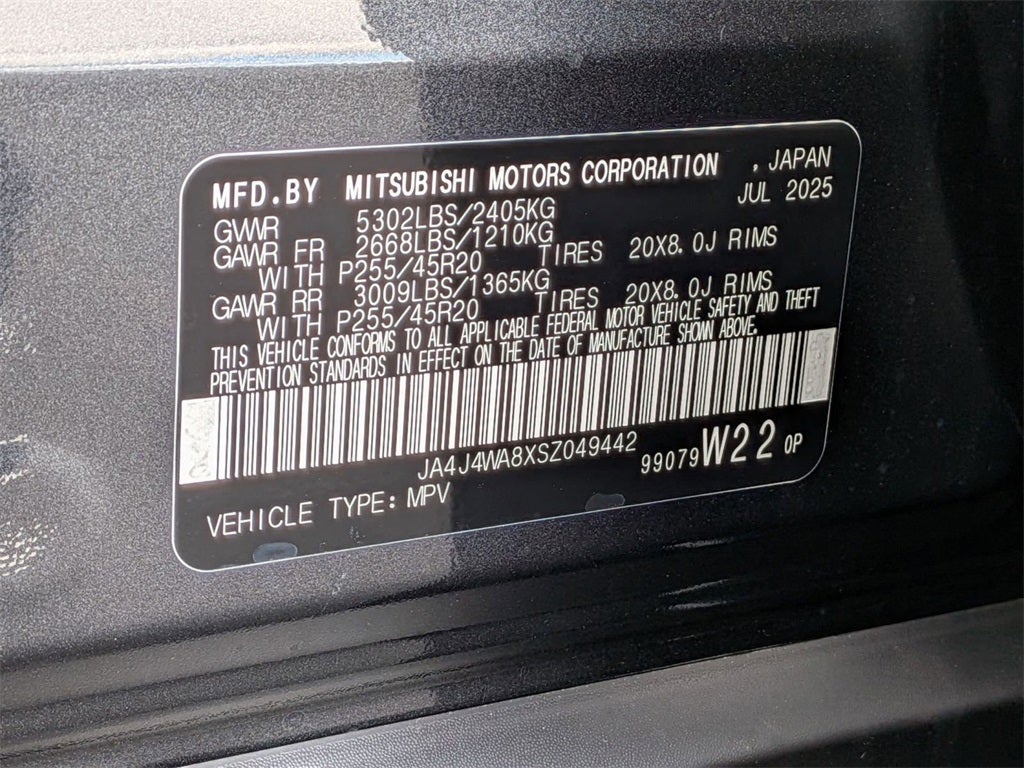 MFD.BY MITSUBISHI MOTORS CORPORATION , JAPAN
JUL 2025
GWWR 5302LBS/2405KG
GAWR FR 2668LBS/1210KG
WITH P255/45R20 TIRES 20X8.0J RIMS
GAWR RR 3009LBS/1365KG
WITH P255/45R20 TIRES 20X8.0J RIMS
THIS VEHICLE CONFORMS TO ALL APPLICABLE FEDERAL MOTOR VEHICLE SAFETY AND THEFT
PREVENTION STANDARDS IN EFFECT ON THE DATE OF MANUFACTURE SHOWN ABOVE.
JA4J4WA8XSZ049442
99079W22 0P
VEHICLE TYPE: MPV